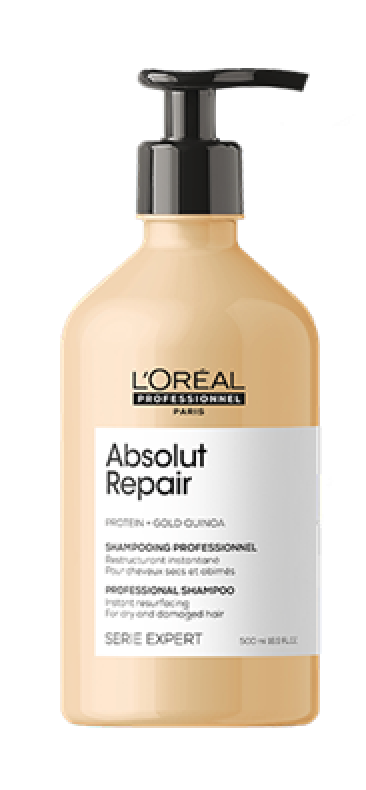 L'ORÉAL
PROFESSIONNEL
PARIS
Absolut
Repair
PROTEIN + GOLD QUINOA
SHAMPOOING PROFESSIONNEL
Restructurant instantané
Pour cheveux secs et abîmés
PROFESSIONAL SHAMPOO
Instant resurfacing
For dry and damaged hair
SERIE EXPERT 500 ml